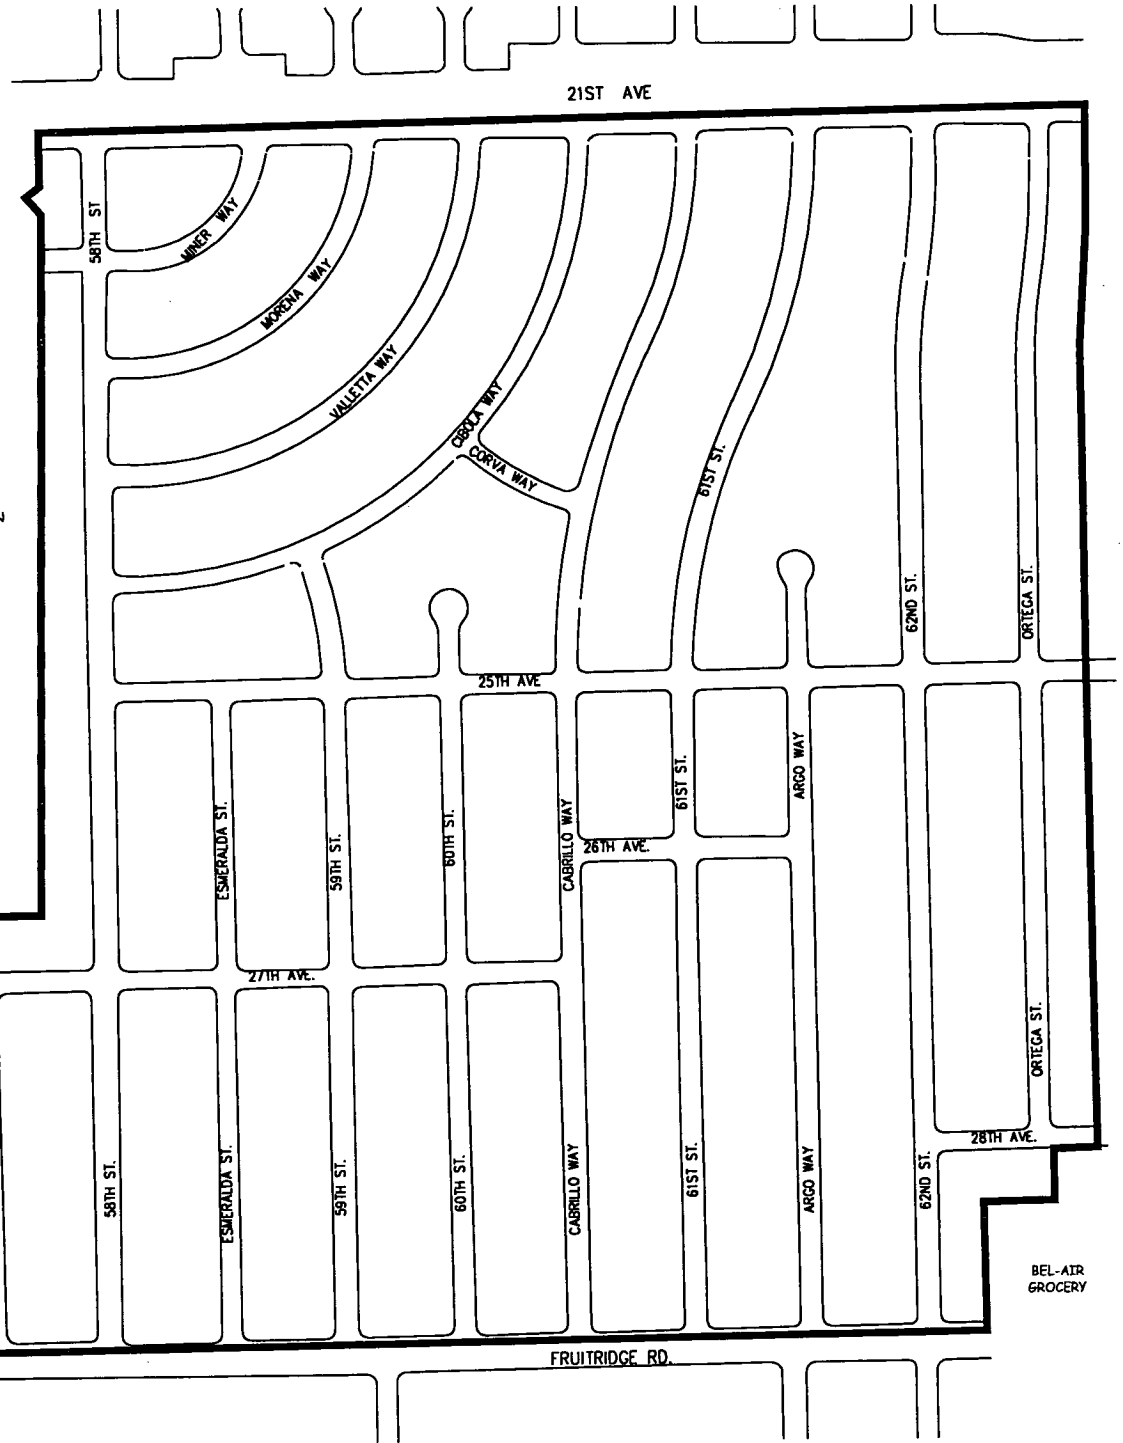 21ST AVE
58TH ST
MINER WAY
MORENA WAY
VALLETTA WAY
CIBOLA WAY
CORVA WAY
61ST ST.
62ND ST.
ORTEGA ST.
25TH AVE
ESMERALDA ST.
59TH ST.
60TH ST.
CABRILLO WAY
61ST ST.
ARGO WAY
26TH AVE.
27TH AVE.
ORTEGA ST.
28TH AVE.
58TH ST.
ESMERALDA ST.
59TH ST.
60TH ST.
CABRILLO WAY
61ST ST.
ARGO WAY
62ND ST.
BEL-AIR
GROCERY
FRUITRIDGE RD.